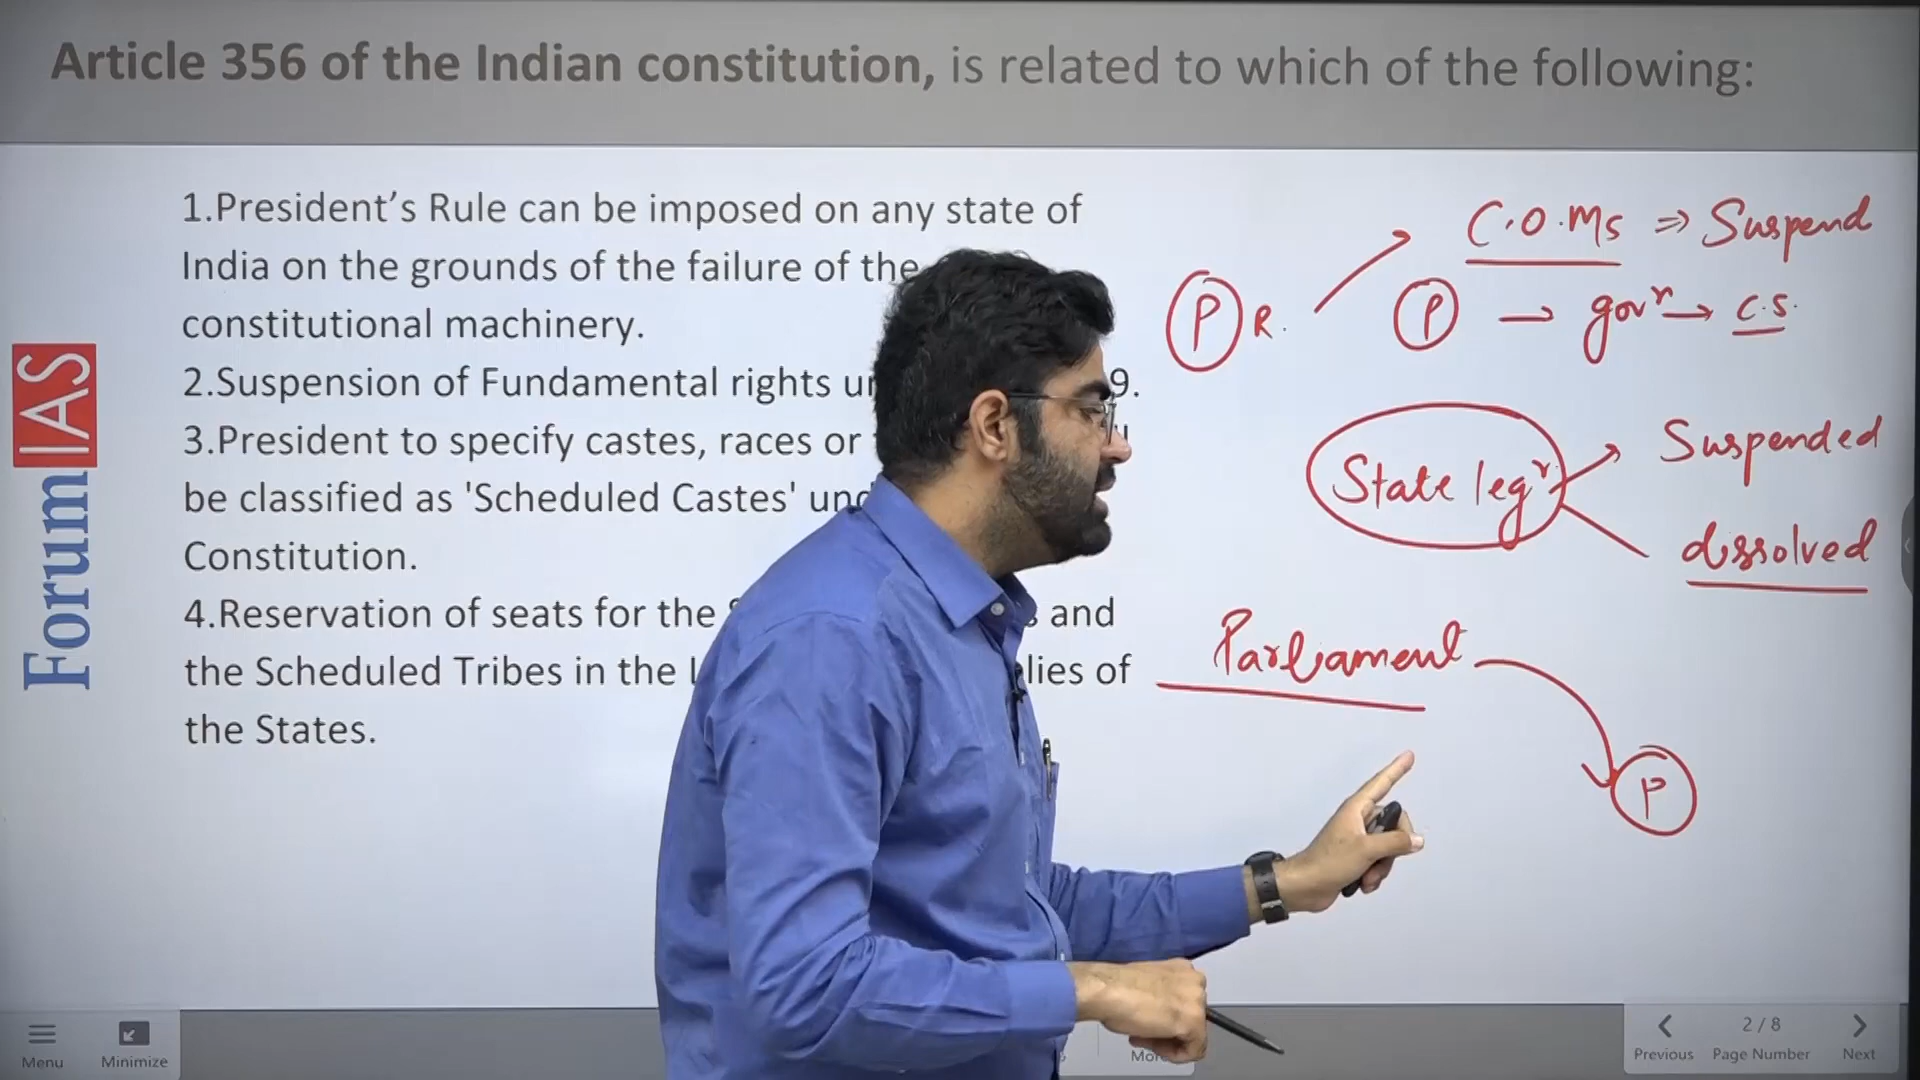 Article 356 of the Indian constitution, is related to which of the following:
1.President's Rule can be imposed on any state of
India on the grounds of the failure of the
constitutional machinery.
2.Suspension of Fundamental rights 9.
3.President to specify castes, races or
be classified as 'Scheduled Castes'
Constitution.
4.Reservation of seats for the and
the Scheduled Tribes in the lies of
the States.
C.O.Ms ⇒ Suspend
P R. P → govr → C.S.
State legr Suspended
dissolved
Parliament
P
ForumIAS
Menu
Minimize
2 / 8
Previous Page Number Next